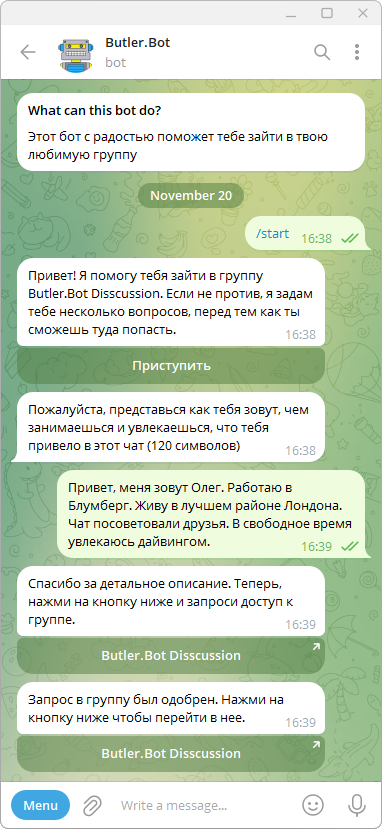 Butler.Bot
bot
What can this bot do?
Этот бот с радостью поможет тебе зайти в твою
любимую группу
November 20
/start 16:38
Привет! Я помогу тебя зайти в группу
Butler.Bot Disscussion. Если не против, я задам
тебе несколько вопросов, перед тем как ты
сможешь туда попасть.
16:38
Приступить
Пожалуйста, представься как тебя зовут, чем
занимаешься и увлекаешься, что тебя
привело в этот чат (120 символов)
16:38
Привет, меня зовут Олег. Работаю в
Блумберг. Живу в лучшем районе Лондона.
Чат посоветовали друзья. В свободное время
увлекаюсь дайвингом.
16:39
Спасибо за детальное описание. Теперь,
нажми на кнопку ниже и запроси доступ к
группе.
16:39
Butler.Bot Disscussion
Запрос в группу был одобрен. Нажми на
кнопку ниже чтобы перейти в нее.
16:39
Butler.Bot Disscussion
Menu
Write a message...